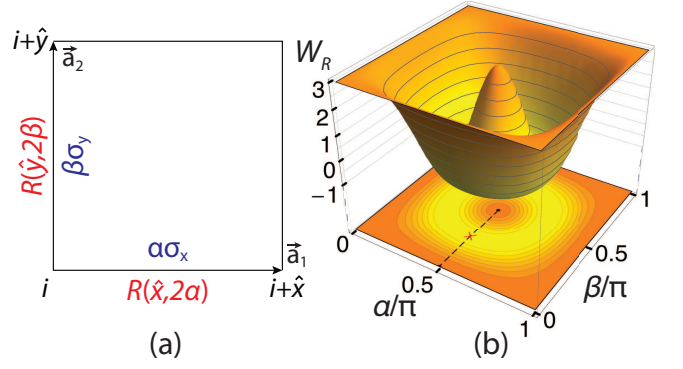 i+ŷ
a⃗₂
R(ŷ,2β)
βσᵧ
ασₓ
a⃗₁
i
R(x̂,2α)
i+x̂
(a)
W_R
3
2
1
0
−1
0
0.5
1
α/π
0
0.5
1
β/π
(b)